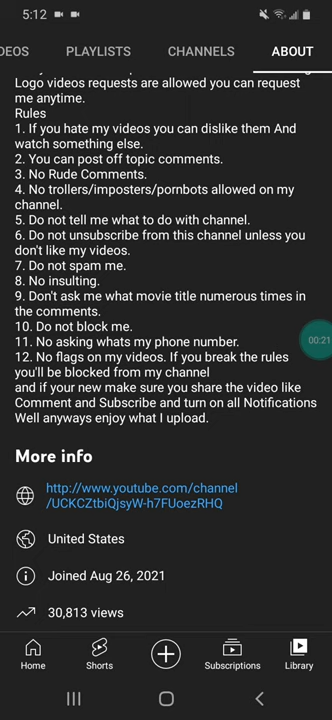 5:12
DEOS
PLAYLISTS
CHANNELS
ABOUT
Logo videos requests are allowed you can request
me anytime.
Rules
1. If you hate my videos you can dislike them And
watch something else.
2. You can post off topic comments.
3. No Rude Comments.
4. No trollers/imposters/pornbots allowed on my
channel.
5. Do not tell me what to do with channel.
6. Do not unsubscribe from this channel unless you
don't like my videos.
7. Do not spam me.
8. No insulting.
9. Don't ask me what movie title numerous times in
the comments.
10. Do not block me.
11. No asking whats my phone number.
12. No flags on my videos. If you break the rules
you'll be blocked from my channel
and if your new make sure you share the video like
Comment and Subscribe and turn on all Notifications
Well anyways enjoy what I upload.
00:21
More info
http://www.youtube.com/channel
/UCKCZtbiQjsyW-h7FUoezRHQ
United States
Joined Aug 26, 2021
30,813 views
Home
Shorts
Subscriptions
Library